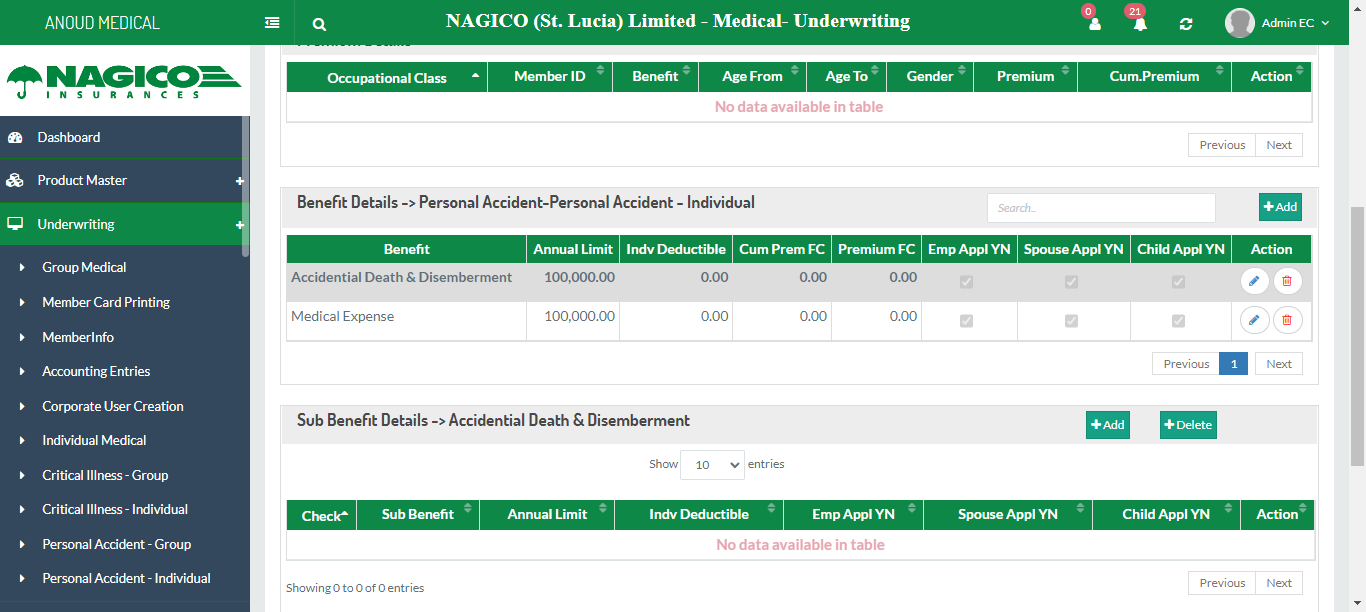 ANOUD MEDICAL
NAGICO (St. Lucia) Limited - Medical- Underwriting
0
21
Admin EC
NAGICO
INSURANCES
Dashboard
Product Master
Underwriting
Group Medical
Member Card Printing
MemberInfo
Accounting Entries
Corporate User Creation
Individual Medical
Critical Illness - Group
Critical Illness - Individual
Personal Accident - Group
Personal Accident - Individual
Premium Details
Occupational Class Member ID Benefit Age From Age To Gender Premium Cum.Premium Action
No data available in table
Previous Next
Benefit Details -> Personal Accident-Personal Accident - Individual Search.. +Add
Benefit Annual Limit Indv Deductible Cum Prem FC Premium FC Emp Appl YN Spouse Appl YN Child Appl YN Action
Accidential Death & Disemberment 100,000.00 0.00 0.00 0.00
Medical Expense 100,000.00 0.00 0.00 0.00
Previous 1 Next
Sub Benefit Details -> Accidential Death & Disemberment +Add +Delete
Show 10 entries
Check Sub Benefit Annual Limit Indv Deductible Emp Appl YN Spouse Appl YN Child Appl YN Action
No data available in table
Showing 0 to 0 of 0 entries
Previous Next